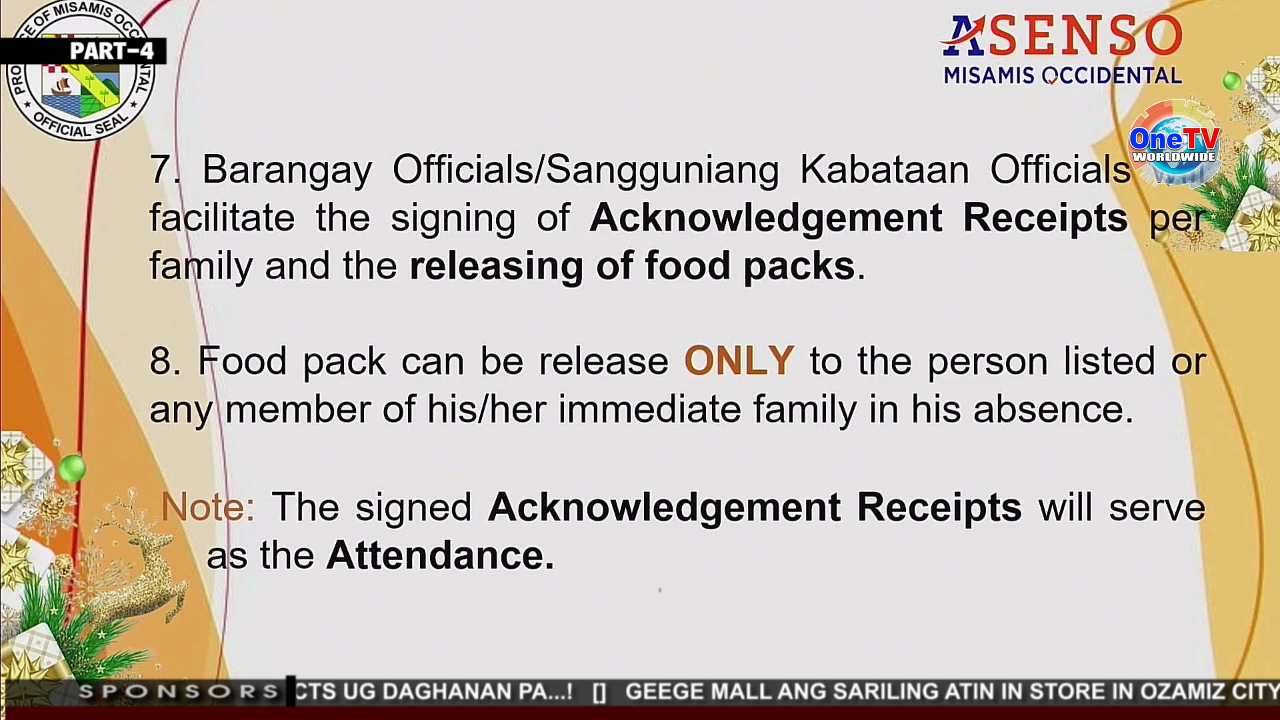 PROVINCE OF MISAMIS OCCIDENTAL
OFFICIAL SEAL
PART-4
ASENSO
MISAMIS OCCIDENTAL
OneTV
WORLDWIDE
7. Barangay Officials/Sangguniang Kabataan Officials
facilitate the signing of Acknowledgement Receipts per
family and the releasing of food packs.
8. Food pack can be release ONLY to the person listed or
any member of his/her immediate family in his absence.
Note: The signed Acknowledgement Receipts will serve
as the Attendance.
SPONSORS CTS UG DAGHANAN PA...! [] GEEGE MALL ANG SARILING ATIN IN STORE IN OZAMIZ CITY